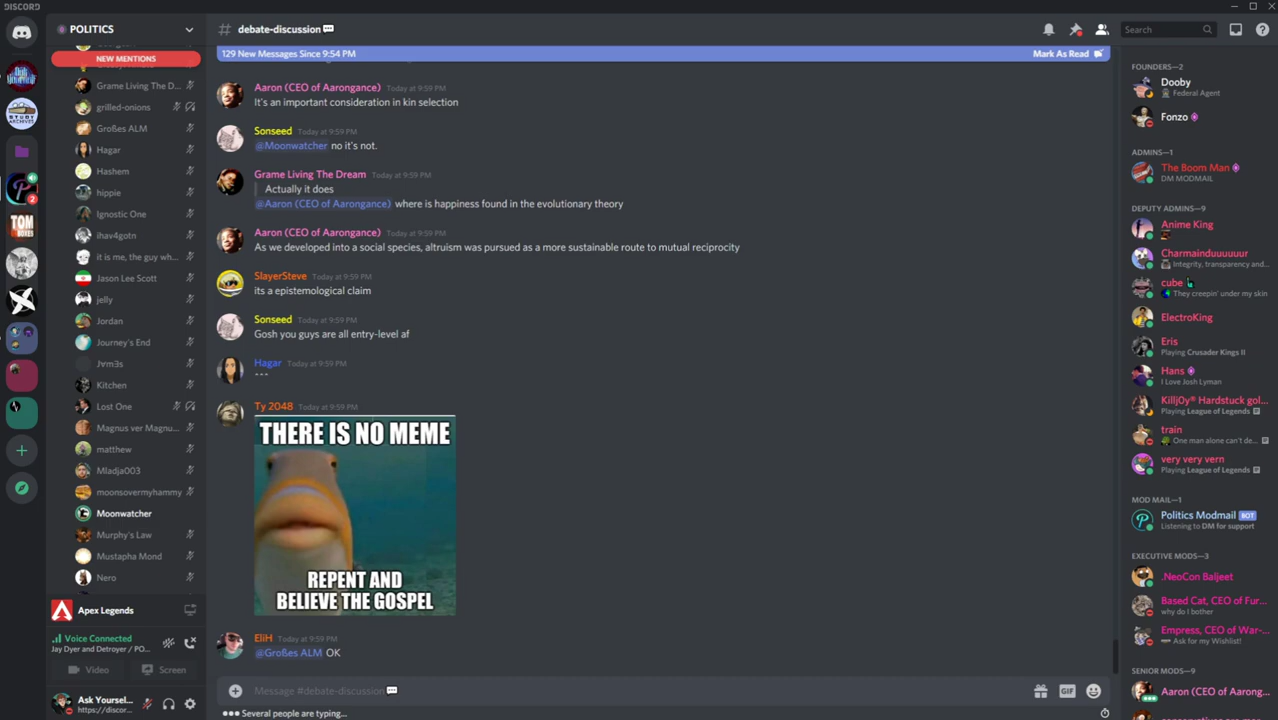 DISCORD
POLITICS
NEW MENTIONS
Grame Living The D...
grilled-onions
Großes ALM
Hagar
Hashem
hippie
Ignostic One
ihav4gotn
it is me, the guy wh...
Jason Lee Scott
jelly
Jordan
Journey's End
J∀m3s
Kitchen
Lost One
Magnus ver Magnu...
matthew
Mladja003
moonsovermyhammy
Moonwatcher
Murphy's Law
Mustapha Mond
Nero
Apex Legends
Voice Connected
Jay Dyer and Detroyer / PO...
Video
Screen
Ask Yoursel...
https://discor...
2
TOM
# debate-discussion
Search
129 New Messages Since 9:54 PM
Mark As Read
Aaron (CEO of Aarongance) Today at 9:59 PM
It's an important consideration in kin selection
Sonseed Today at 9:59 PM
@Moonwatcher no it's not.
Grame Living The Dream Today at 9:59 PM
Actually it does
@Aaron (CEO of Aarongance) where is happiness found in the evolutionary theory
Aaron (CEO of Aarongance) Today at 9:59 PM
As we developed into a social species, altruism was pursued as a more sustainable route to mutual reciprocity
SlayerSteve Today at 9:59 PM
its a epistemological claim
Sonseed Today at 9:59 PM
Gosh you guys are all entry-level af
Hagar Today at 9:59 PM
^^^
Ty 2048 Today at 9:59 PM
THERE IS NO MEME
REPENT AND
BELIEVE THE GOSPEL
EliH Today at 9:59 PM
@Großes ALM OK
Message #debate-discussion
GIF
Several people are typing...
FOUNDERS—2
Dooby
Federal Agent
Fonzo
ADMINS—1
The Boom Man
DM MODMAIL
DEPUTY ADMINS—9
Anime King
Charmainduuuuuur
Integrity, transparency and...
cube
They creepin' under my skin
ElectroKing
Eris
Playing Crusader Kings II
Hans
I Love Josh Lyman
Killj0y® Hardstuck gol...
Playing League of Legends
train
One man alone can't de...
very very vern
Playing League of Legends
MOD MAIL—1
Politics Modmail BOT
Listening to DM for support
EXECUTIVE MODS—3
.NeoCon Baljeet
Based Cat, CEO of Fur...
why do I bother
Empress, CEO of War-...
Ask for my Wishlist!
SENIOR MODS—9
Aaron (CEO of Aarong...